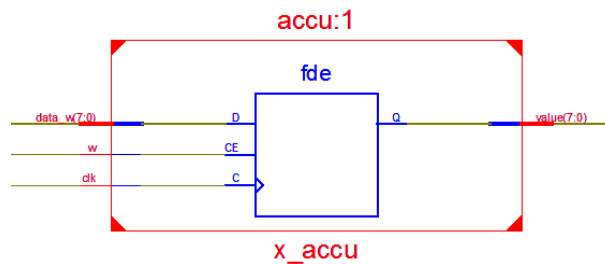 accu:1
fde
data_w(7:0) D Q value(7:0)
w CE
clk C
x_accu